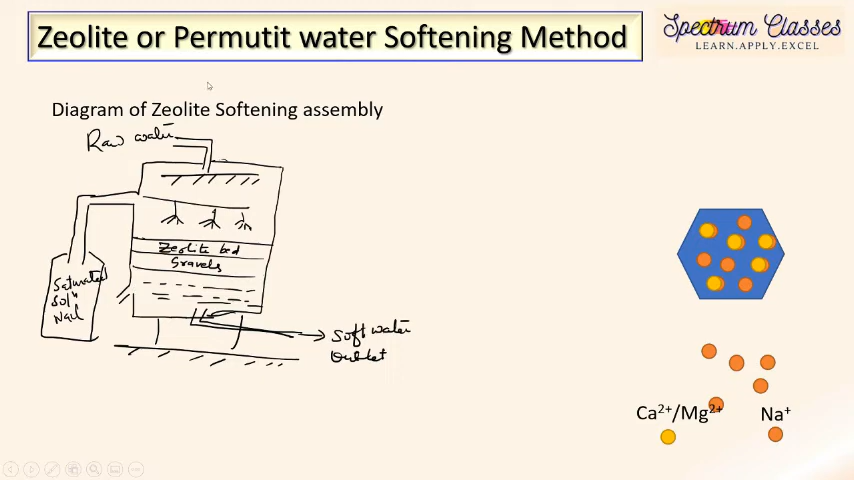 Zeolite or Permutit water Softening Method
Spectrum Classes
LEARN.APPLY.EXCEL
Diagram of Zeolite Softening assembly
Raw water
Zeolite bed
Gravels
Saturated
Solⁿ
NaCl
Soft water
Outlet
Ca²⁺/Mg²⁺ Na⁺